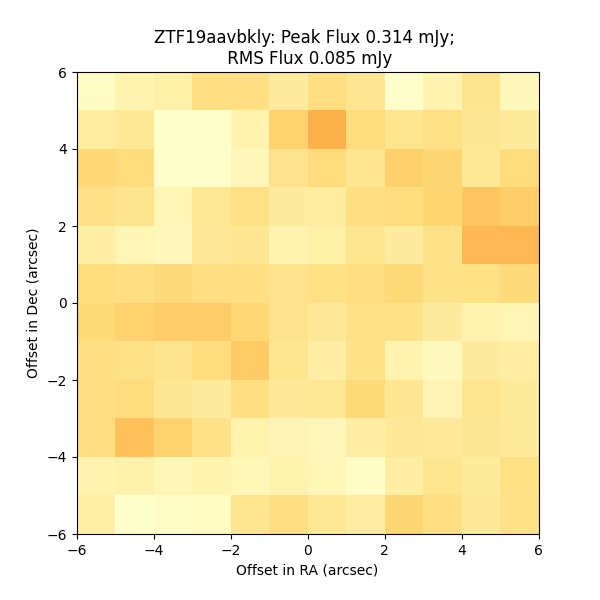 ZTF19aavbkly: Peak Flux 0.314 mJy;
RMS Flux 0.085 mJy
6
4
2
0
−2
−4
−6
Offset in Dec (arcsec)
−6 −4 −2 0 2 4 6
Offset in RA (arcsec)